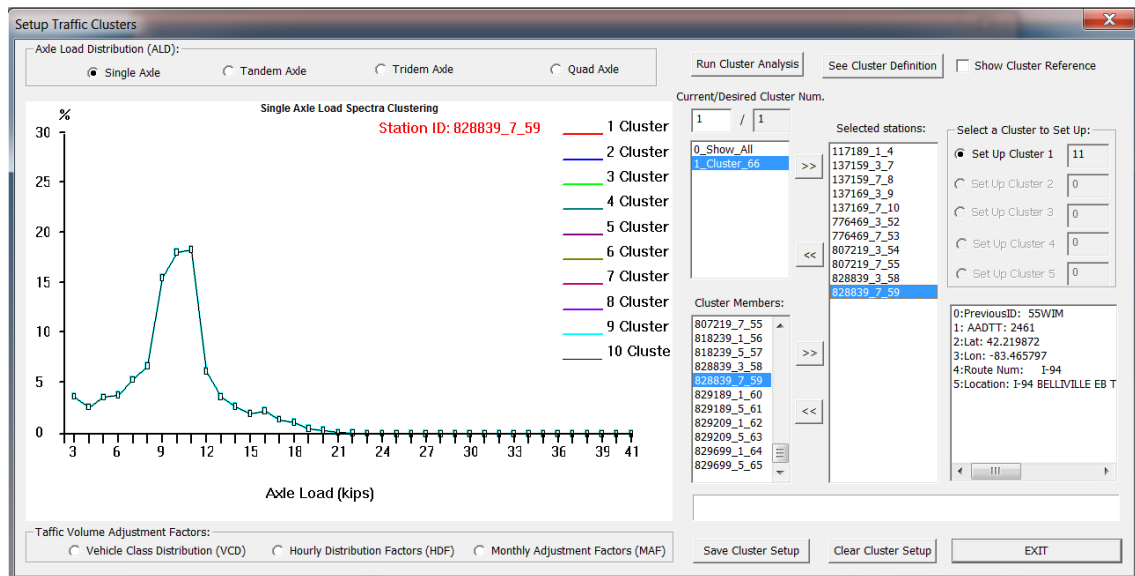 Setup Traffic Clusters
X
Axle Load Distribution (ALD):
Single Axle
Tandem Axle
Tridem Axle
Quad Axle
Run Cluster Analysis
See Cluster Definition
Show Cluster Reference
Single Axle Load Spectra Clustering
%
Station ID: 828839_7_59
30
25
20
15
10
5
0
3 6 9 12 15 18 21 24 27 30 33 36 39 41
Axle Load (kips)
1 Cluster
2 Cluster
3 Cluster
4 Cluster
5 Cluster
6 Cluster
7 Cluster
8 Cluster
9 Cluster
10 Cluste
Current/Desired Cluster Num.
1 / 1
0_Show_All
1_Cluster_66
>>
<<
Cluster Members:
807219_7_55
818239_1_56
818239_5_57
828839_3_58
828839_7_59
829189_1_60
829189_5_61
829209_1_62
829209_5_63
829699_1_64
829699_5_65
>>
<<
Selected stations:
117189_1_4
137159_3_7
137159_7_8
137169_3_9
137169_7_10
776469_3_52
776469_7_53
807219_3_54
807219_7_55
828839_3_58
828839_7_59
Select a Cluster to Set Up:
Set Up Cluster 1 11
Set Up Cluster 2 0
Set Up Cluster 3 0
Set Up Cluster 4 0
Set Up Cluster 5 0
0:PreviousID: 55WIM
1: AADTT: 2461
2:Lat: 42.219872
3:Lon: -83.465797
4:Route Num: I-94
5:Location: I-94 BELLIVILLE EB T
Taffic Volume Adjustment Factors:
Vehicle Class Distribution (VCD)
Hourly Distribution Factors (HDF)
Monthly Adjustment Factors (MAF)
Save Cluster Setup
Clear Cluster Setup
EXIT